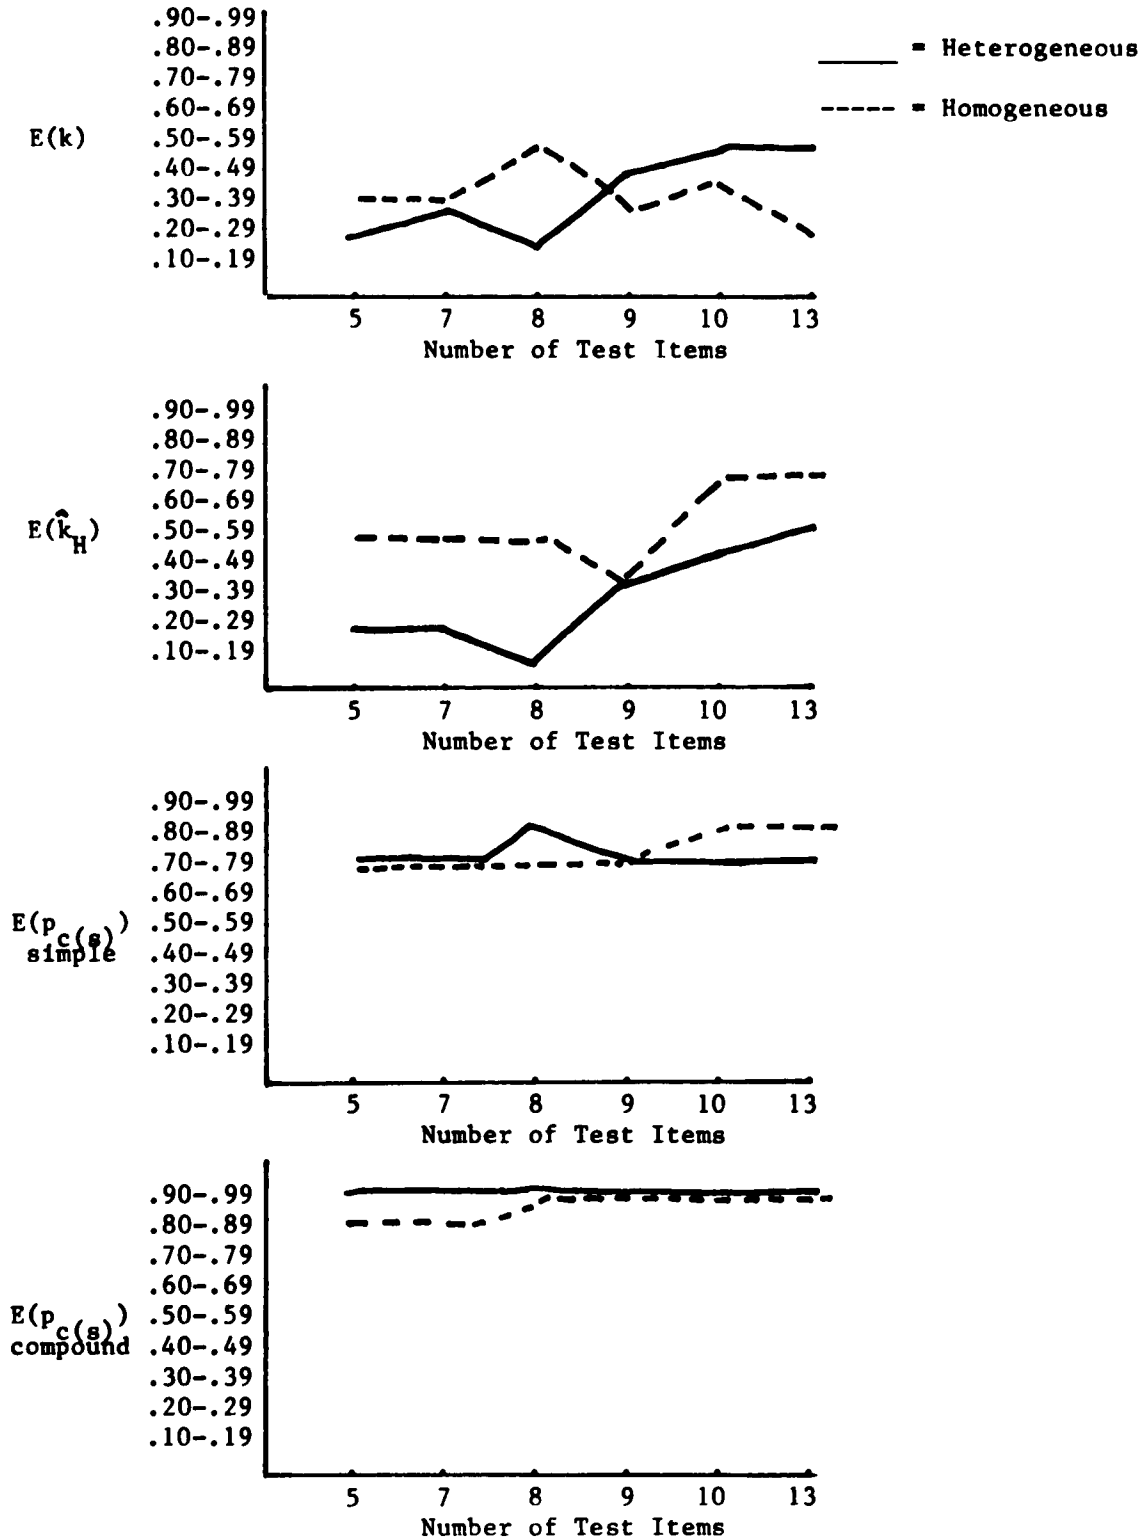 .90-.99
.80-.89
.70-.79
.60-.69
.50-.59
.40-.49
.30-.39
.20-.29
.10-.19
E(k)
= Heterogeneous
= Homogeneous
5 7 8 9 10 13
Number of Test Items
.90-.99
.80-.89
.70-.79
.60-.69
.50-.59
.40-.49
.30-.39
.20-.29
.10-.19
E(k̂H)
5 7 8 9 10 13
Number of Test Items
.90-.99
.80-.89
.70-.79
.60-.69
.50-.59
.40-.49
.30-.39
.20-.29
.10-.19
E(pc(s))
simple
5 7 8 9 10 13
Number of Test Items
.90-.99
.80-.89
.70-.79
.60-.69
.50-.59
.40-.49
.30-.39
.20-.29
.10-.19
E(pc(s))
compound
5 7 8 9 10 13
Number of Test Items